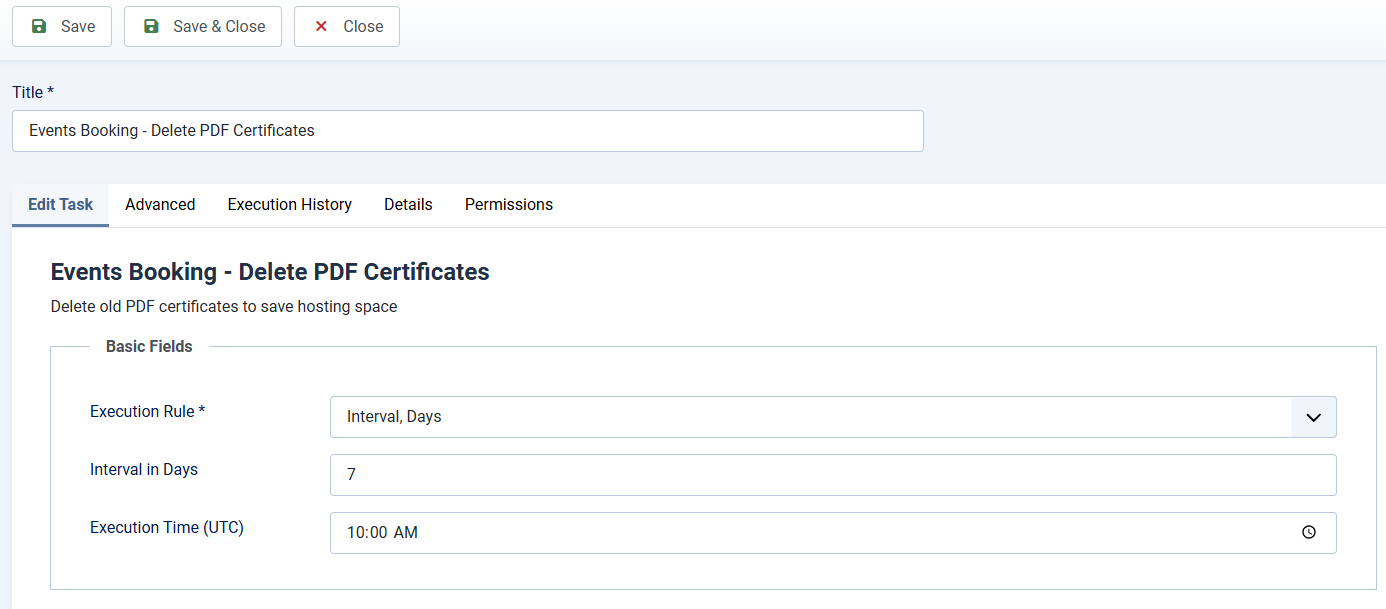 Save Save & Close Close
Title *
Events Booking - Delete PDF Certificates
Edit Task Advanced Execution History Details Permissions
Events Booking - Delete PDF Certificates
Delete old PDF certificates to save hosting space
Basic Fields
Execution Rule * Interval, Days
Interval in Days 7
Execution Time (UTC) 10:00 AM